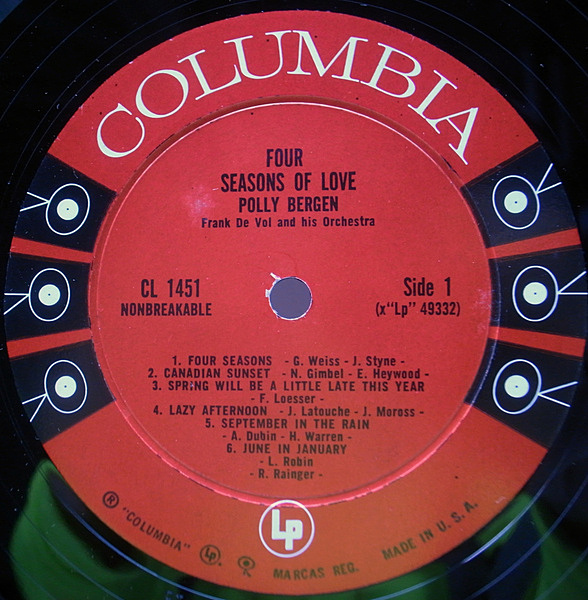 COLUMBIA
FOUR
SEASONS OF LOVE
POLLY BERGEN
Frank De Vol and his Orchestra
CL 1451
NONBREAKABLE
Side 1
(x"Lp" 49332)
1. FOUR SEASONS - G. Weiss - J. Styne -
2. CANADIAN SUNSET - N. Gimbel - E. Heywood -
3. SPRING WILL BE A LITTLE LATE THIS YEAR
- F. Loesser -
4. LAZY AFTERNOON - J. Latouche - J. Moross -
5. SEPTEMBER IN THE RAIN
- A. Dubin - H. Warren -
6. JUNE IN JANUARY
- L. Robin
- R. Rainger -
Lp
® "COLUMBIA" Lp. MARCAS REG. MADE IN U.S.A.